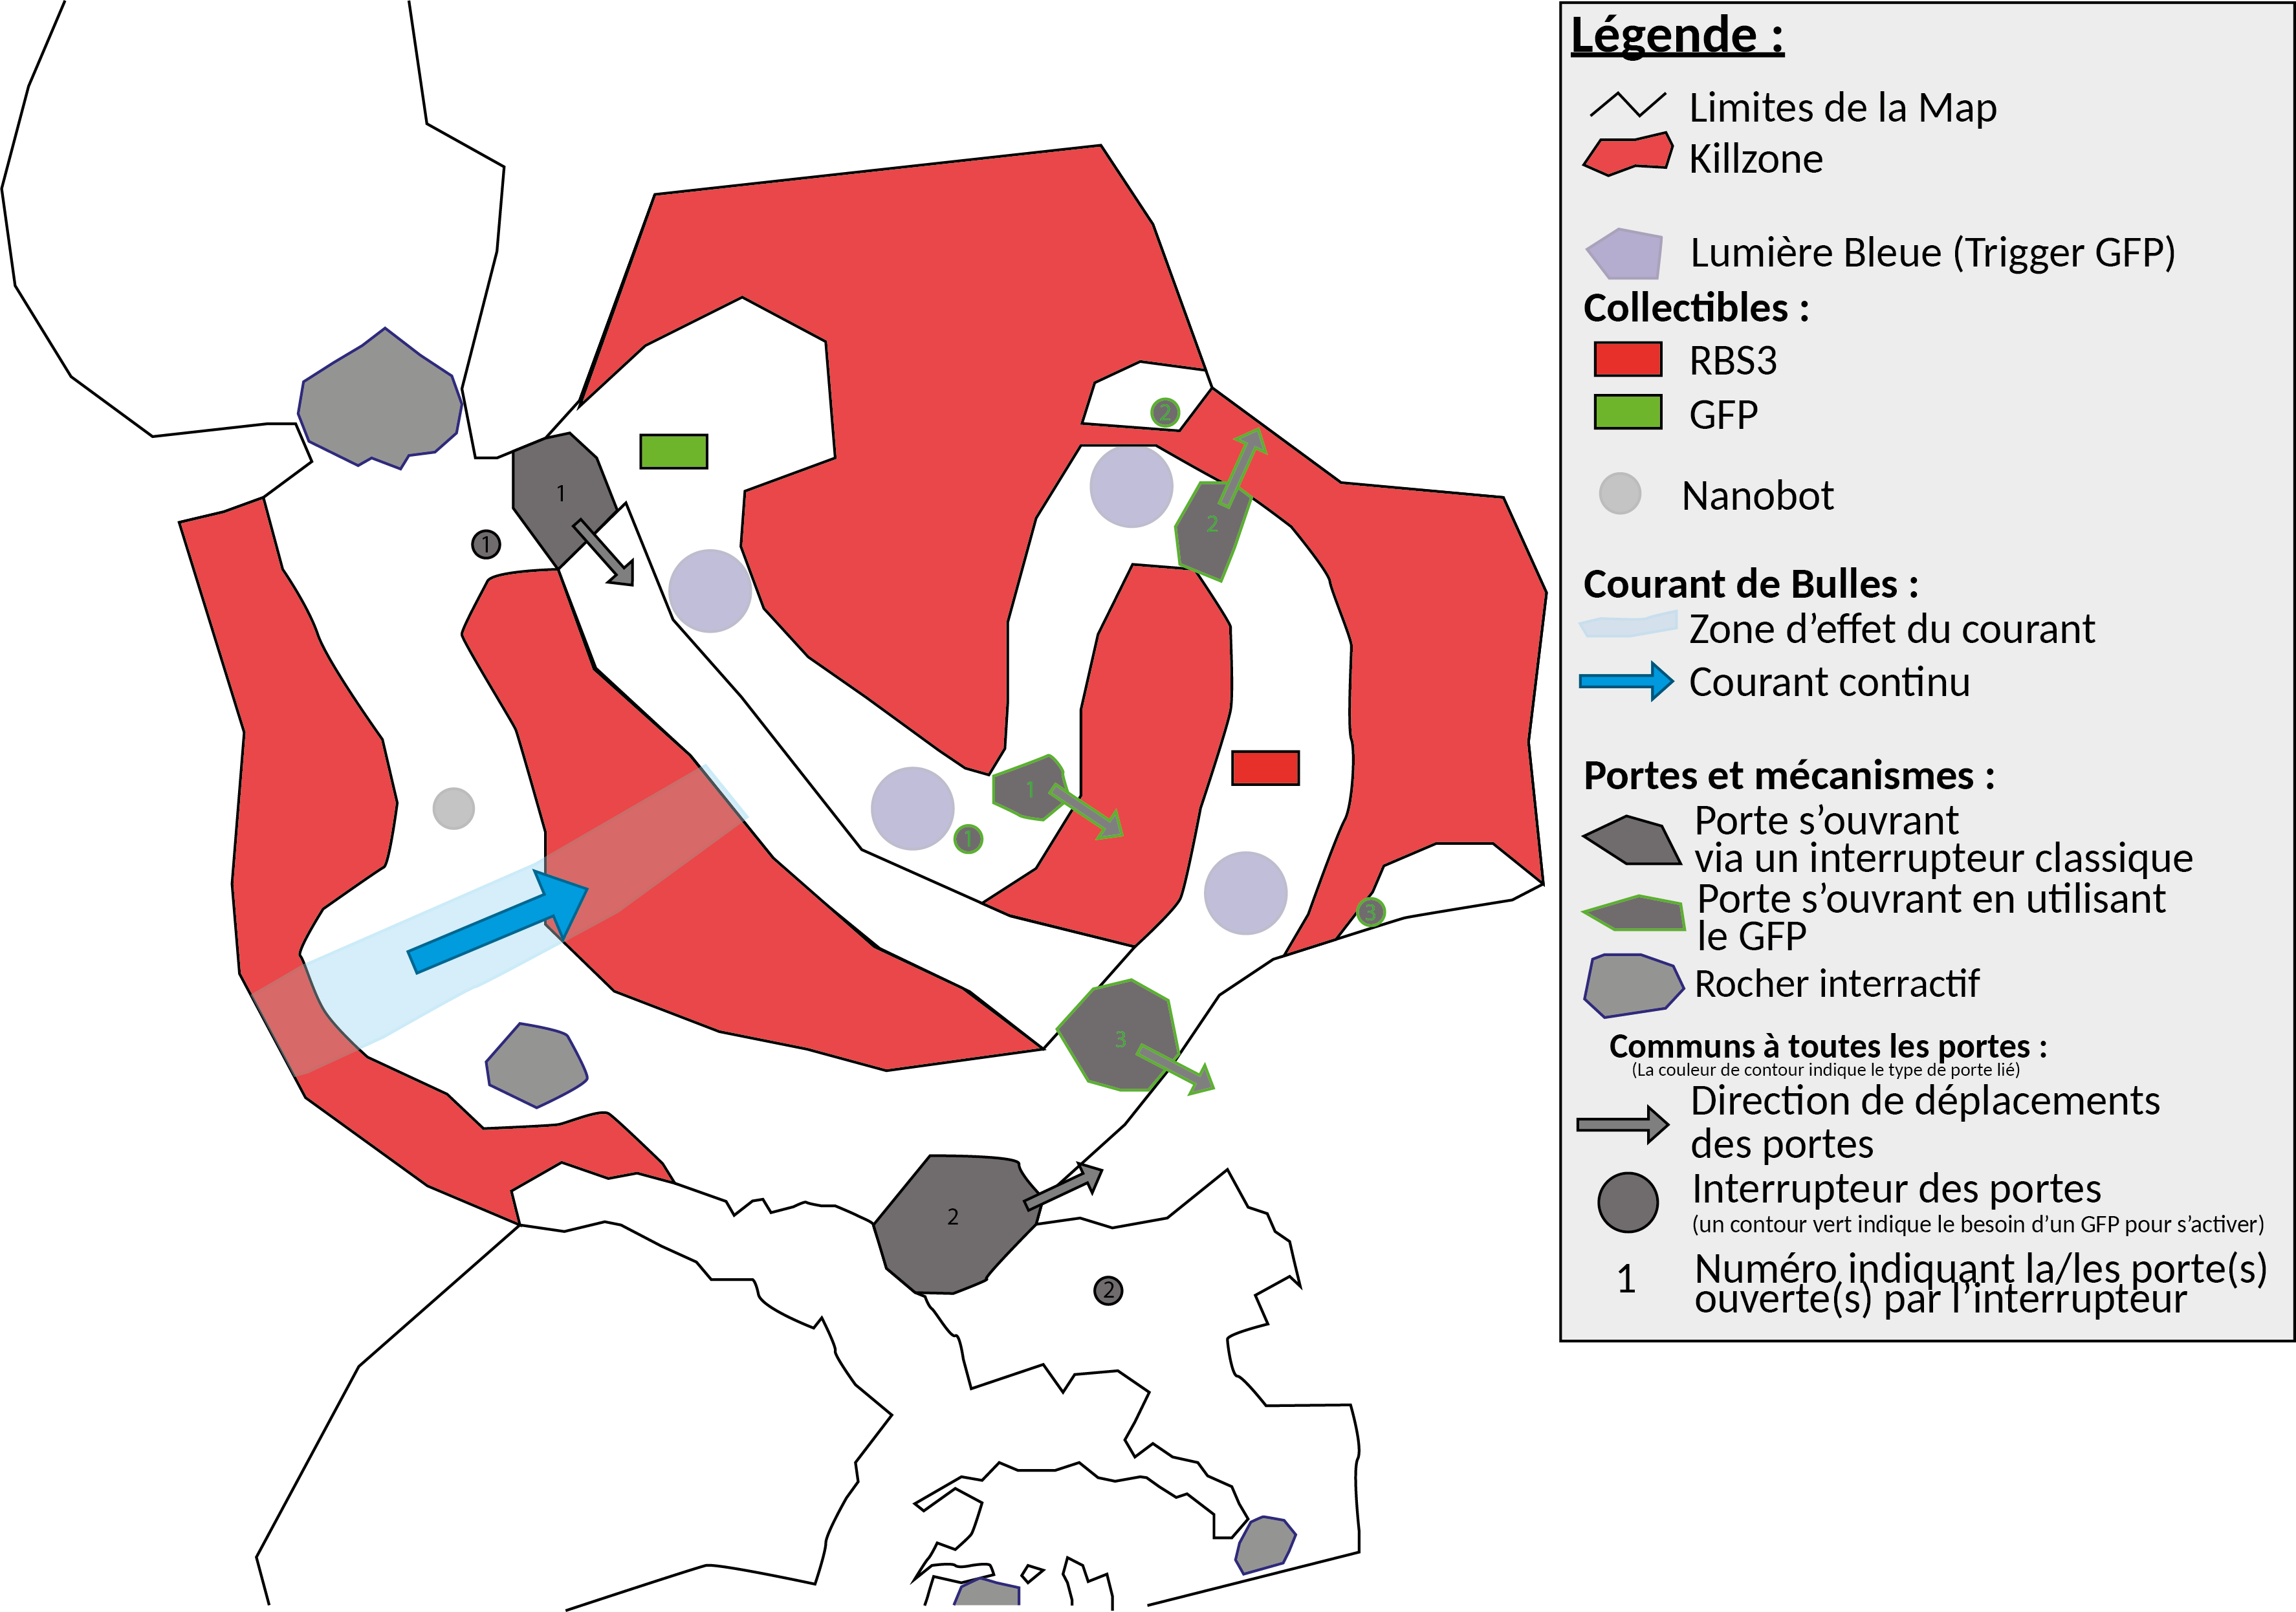 Légende :
Limites de la Map
Killzone
Lumière Bleue (Trigger GFP)
Collectibles :
RBS3
GFP
Nanobot
Courant de Bulles :
Zone d’effet du courant
Courant continu
Portes et mécanismes :
Porte s’ouvrant
via un interrupteur classique
Porte s’ouvrant en utilisant
le GFP
Rocher interractif
Communs à toutes les portes :
(La couleur de contour indique le type de porte lié)
Direction de déplacements
des portes
Interrupteur des portes
(un contour vert indique le besoin d’un GFP pour s’activer)
1
Numéro indiquant la/les porte(s)
ouverte(s) par l’interrupteur
2
1
2
1
1
1
3
3
2
2